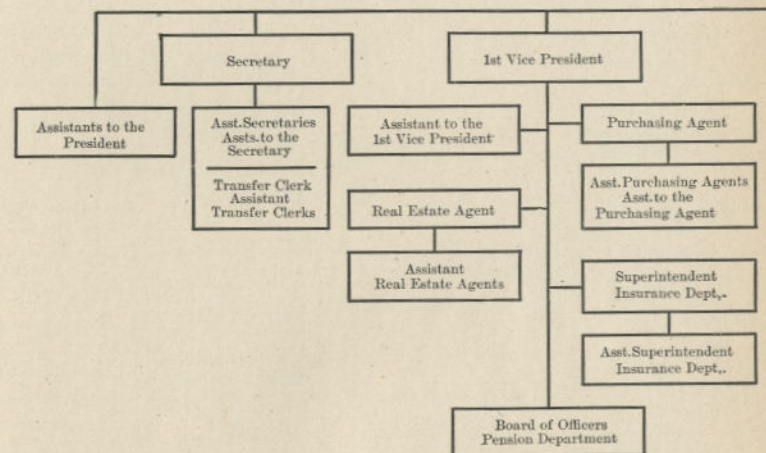 Secretary
1st Vice President
Assistants to the
President
Asst.Secretaries
Assts.to the
Secretary
Transfer Clerk
Assistant
Transfer Clerks
Assistant to the
1st Vice President
Purchasing Agent
Asst.Purchasing Agents
Asst.to the
Purchasing Agent
Real Estate Agent
Assistant
Real Estate Agents
Superintendent
Insurance Dept,.
Asst.Superintendent
Insurance Dept,.
Board of Officers
Pension Department